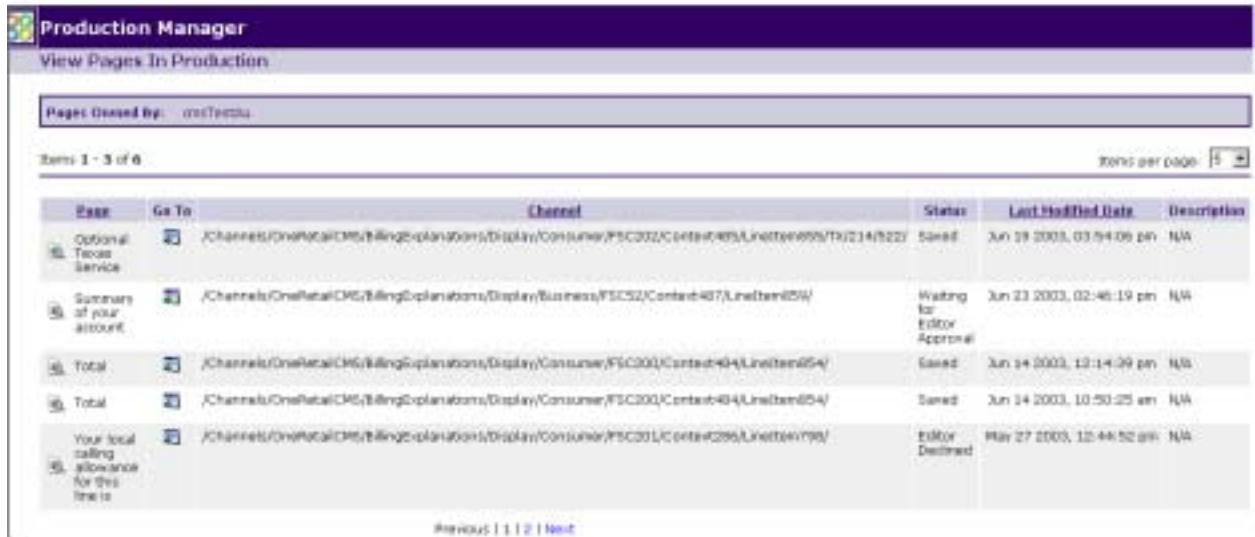 Production Manager
View Pages In Production
Pages Owned By:
Items 1 - 5 of 6
Items per page: 5
Page Go To Channel Status Last Modified Date Description
Optional Texas Service /Channels/OneRetailCMS/BillingExplanations/Display/Consumer/FSC202/Context485/LineItem855/TX/214/522/ Saved Jun 19 2003, 03:54:06 pm N/A
Summary of your account /Channels/OneRetailCMS/BillingExplanations/Display/Business/FSC52/Context487/LineItem859/ Waiting for Editor Approval Jun 23 2003, 02:46:19 pm N/A
Total /Channels/OneRetailCMS/BillingExplanations/Display/Consumer/FSC200/Context484/LineItem854/ Saved Jun 14 2003, 12:14:39 pm N/A
Total /Channels/OneRetailCMS/BillingExplanations/Display/Consumer/FSC200/Context484/LineItem854/ Saved Jun 14 2003, 10:50:25 am N/A
Your local calling allowance for this line is /Channels/OneRetailCMS/BillingExplanations/Display/Consumer/FSC201/Context286/LineItem798/ Editor Declined May 27 2003, 12:44:52 pm N/A
Previous | 1 | 2 | Next